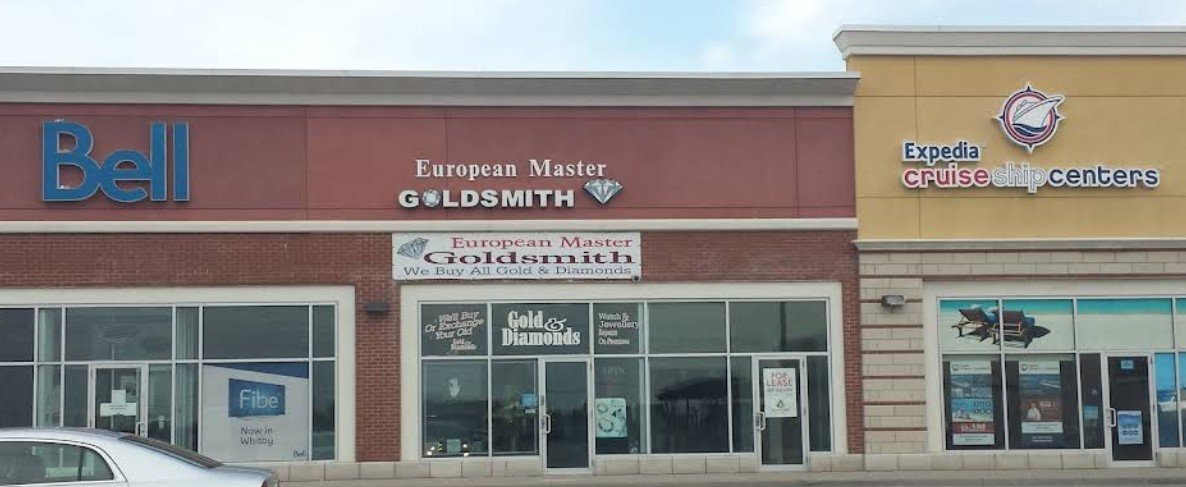 Bell
European Master
GOLDSMITH
Expedia
cruiseshipcenters
European Master
Goldsmith
We Buy All Gold & Diamonds
We'll Buy
Or Exchange
Your Old
Gold &
Diamonds
Watch &
Jewellery
Repairs
On Premises
Fibe
Now in
Whitby
Bell
FOR
LEASE